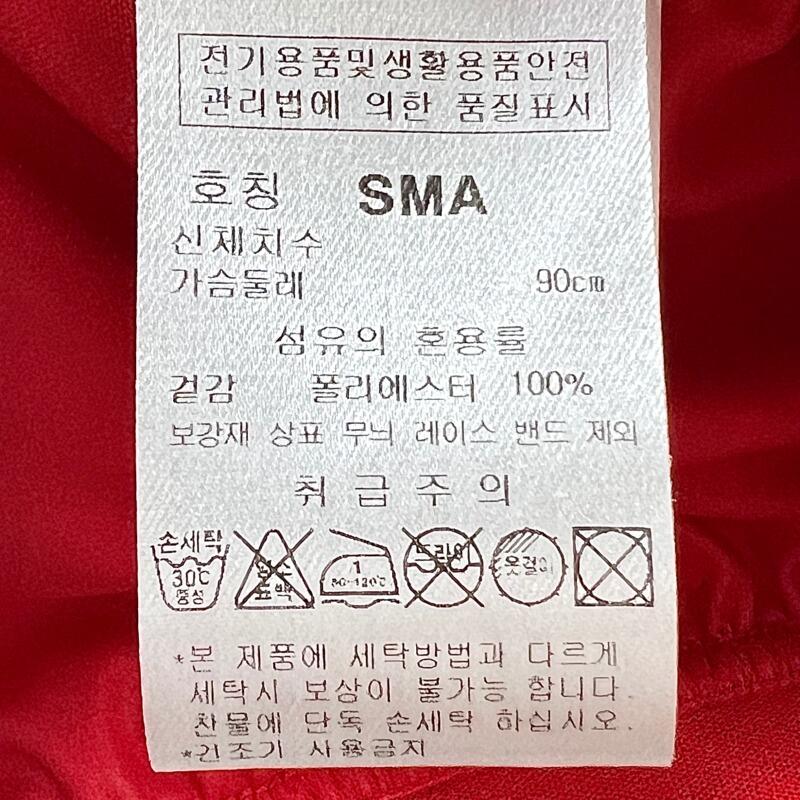 전기용품및생활용품안전
관리법에 의한 품질표시
호칭 SMA
신체치수
가슴둘레 90cm
섬유의 혼용률
겉감 폴리에스터 100%
보강재 상표 무늬 레이스 밴드 제외
취급주의
손세탁 30℃ 중성
염소 표백
1 80-120℃
드라이
옷걸이
*본 제품에 세탁방법과 다르게
세탁시 보상이 불가능 합니다.
찬물에 단독 손세탁 하십시오.
*건조기 사용금지